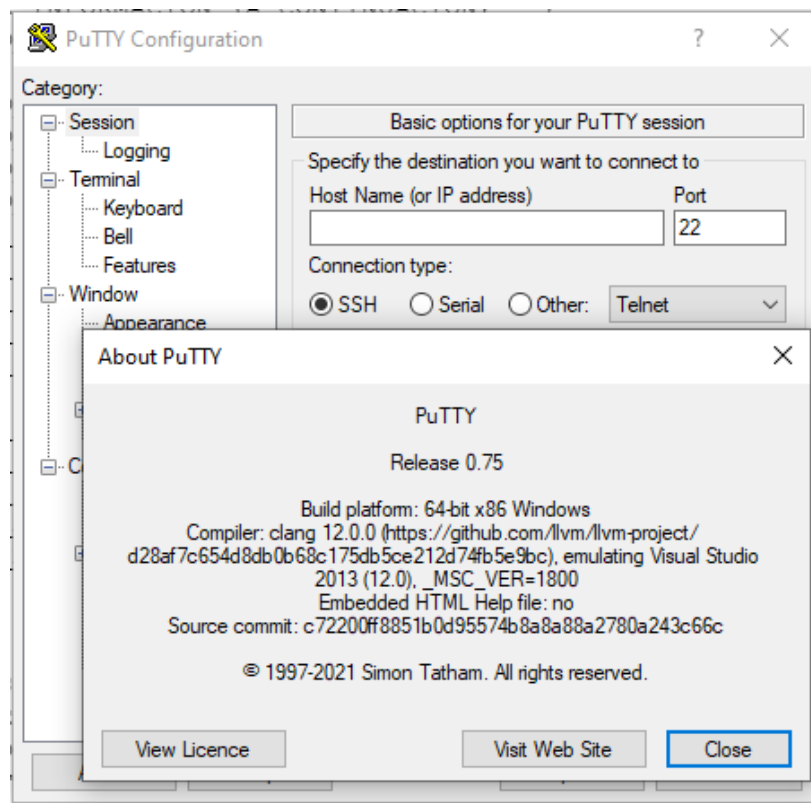 PuTTY Configuration
?
Category:
Session
Logging
Terminal
Keyboard
Bell
Features
Window
Appearance
Basic options for your PuTTY session
Specify the destination you want to connect to
Host Name (or IP address) Port
22
Connection type:
SSH Serial Other: Telnet
About PuTTY
PuTTY
Release 0.75
Build platform: 64-bit x86 Windows
Compiler: clang 12.0.0 (https://github.com/llvm/llvm-project/
d28af7c654d8db0b68c175db5ce212d74fb5e9bc), emulating Visual Studio
2013 (12.0), _MSC_VER=1800
Embedded HTML Help file: no
Source commit: c72200ff8851b0d95574b8a8a88a2780a243c66c
© 1997-2021 Simon Tatham. All rights reserved.
View Licence Visit Web Site Close